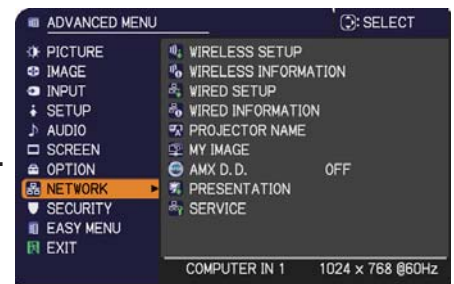 ADVANCED MENU : SELECT
PICTURE
IMAGE
INPUT
SETUP
AUDIO
SCREEN
OPTION
NETWORK
SECURITY
EASY MENU
EXIT
WIRELESS SETUP
WIRELESS INFORMATION
WIRED SETUP
WIRED INFORMATION
PROJECTOR NAME
MY IMAGE
AMX D.D. OFF
PRESENTATION
SERVICE
COMPUTER IN 1 1024 x 768 @60Hz